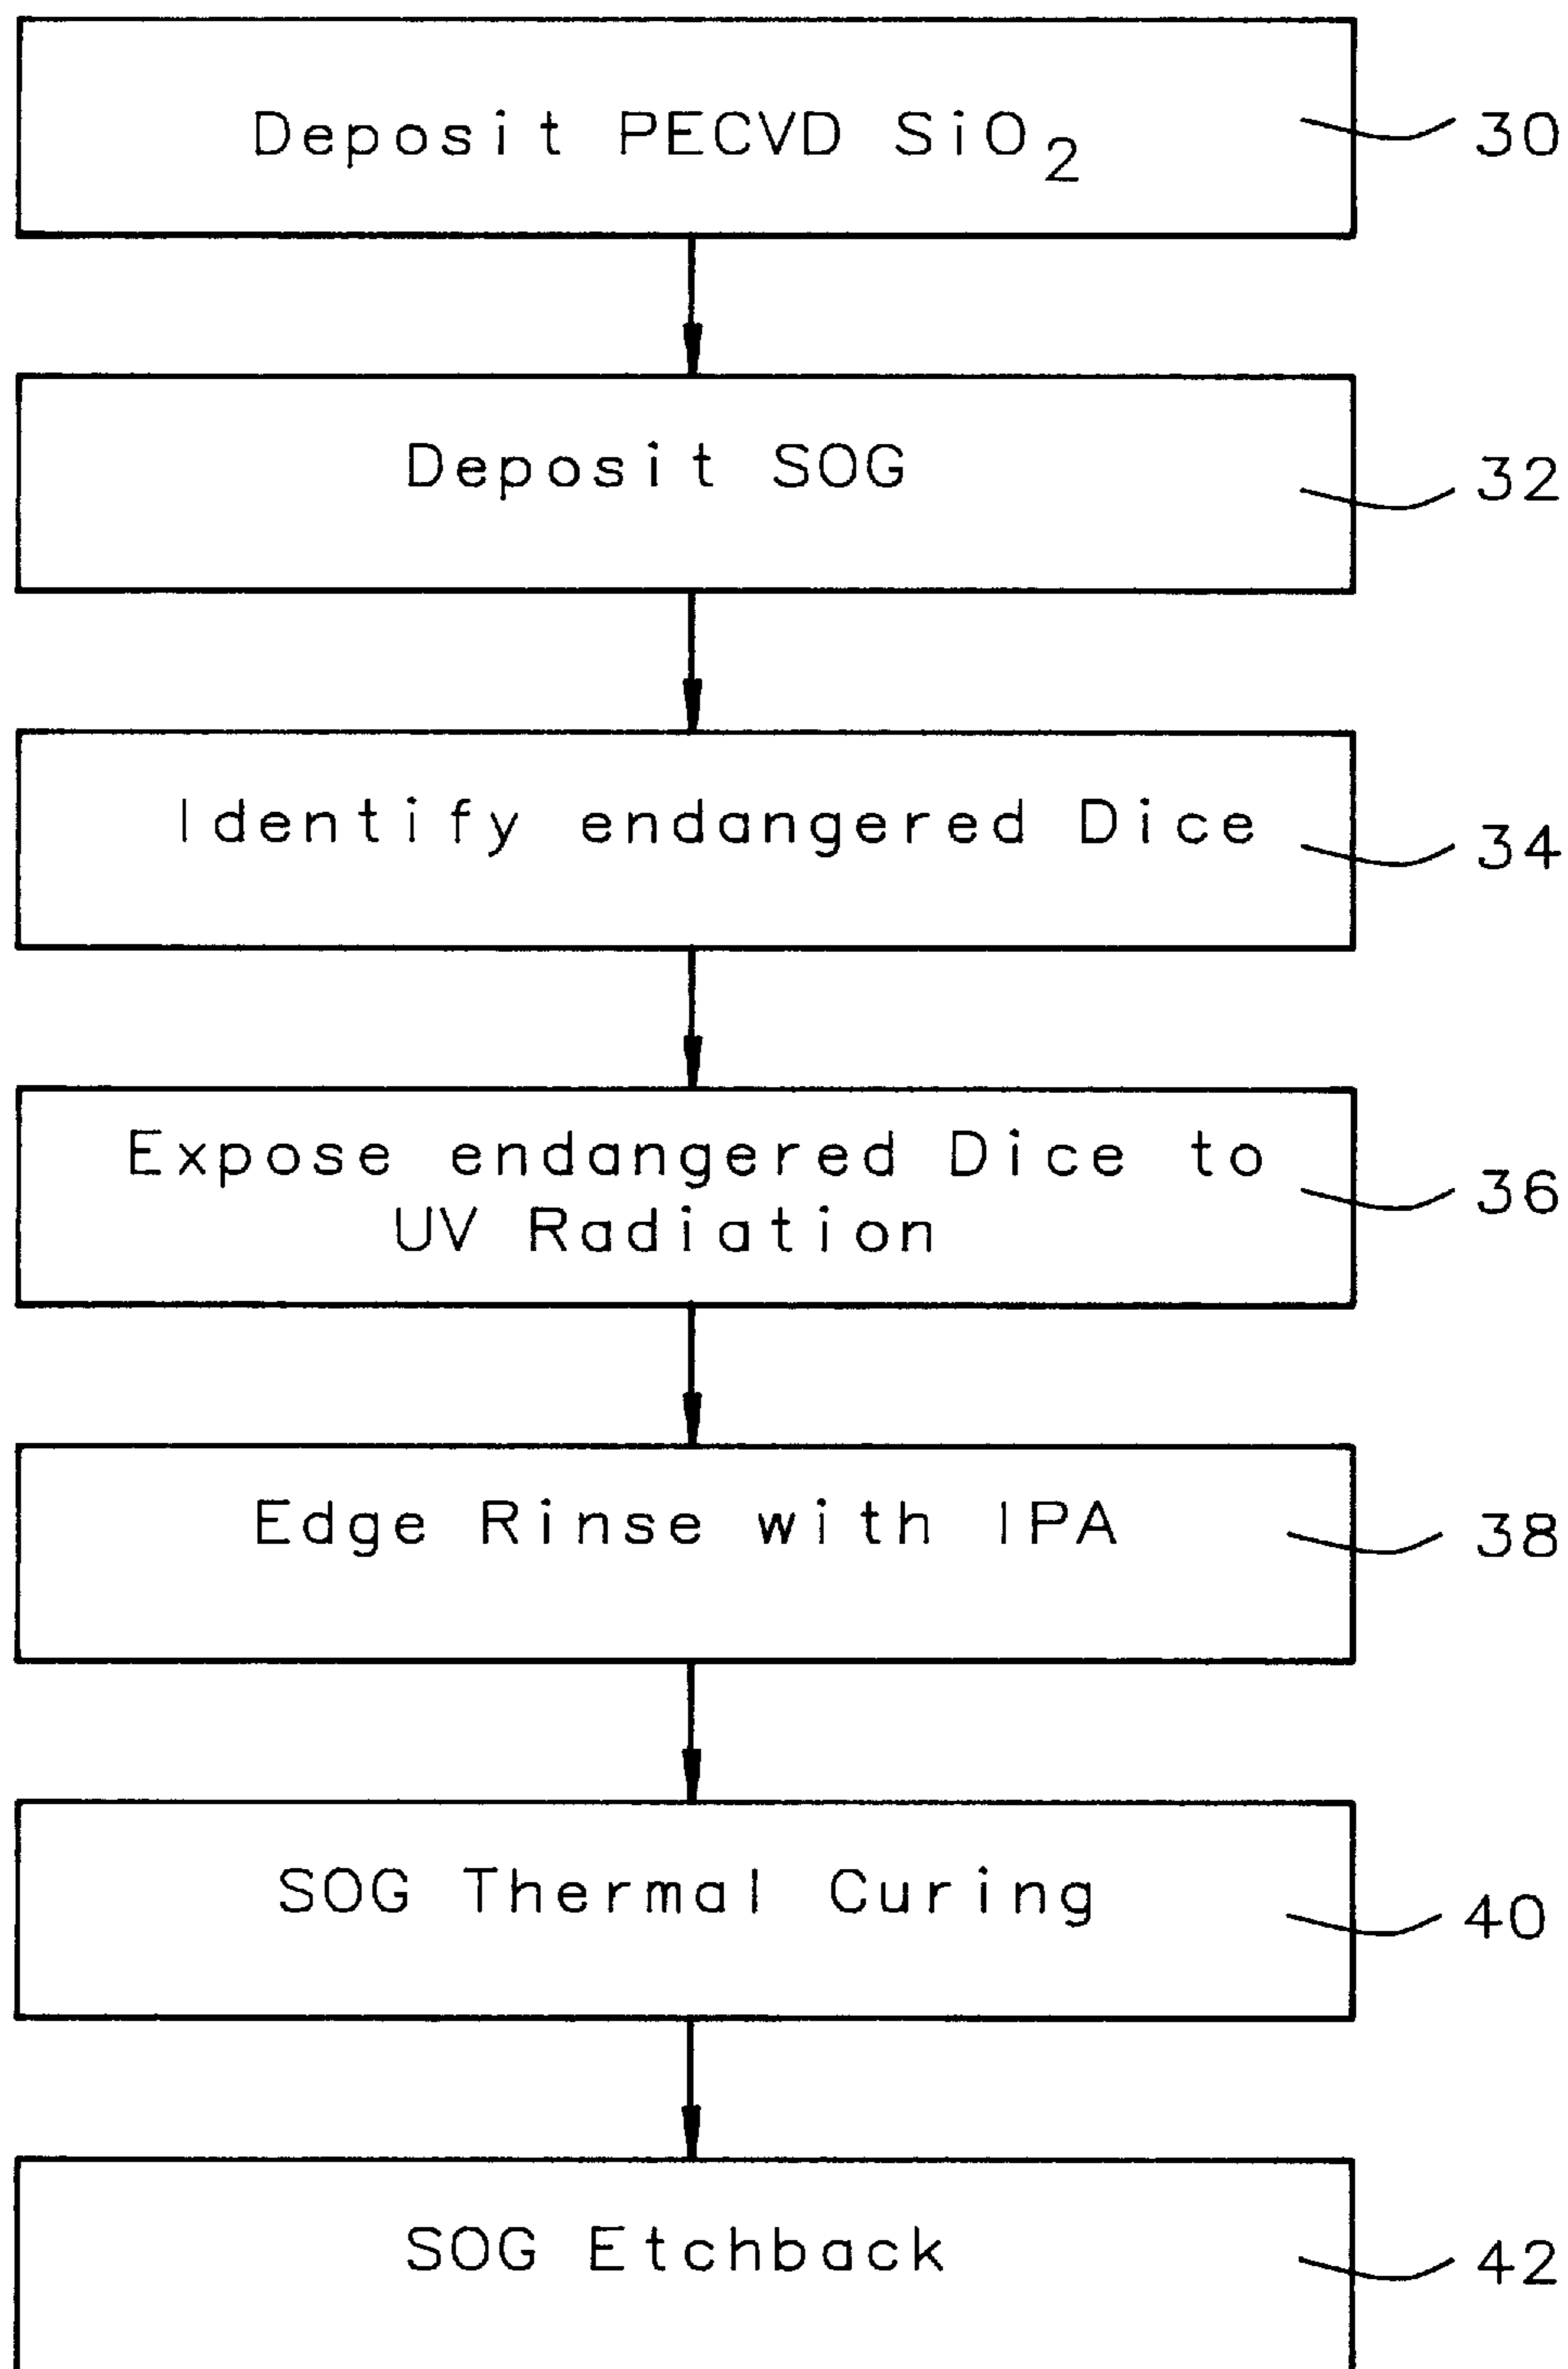 Deposit PECVD SiO₂
30
Deposit SOG
32
Identify endangered Dice
34
Expose endangered Dice to
UV Radiation
36
Edge Rinse with IPA
38
SOG Thermal Curing
40
SOG Etchback
42